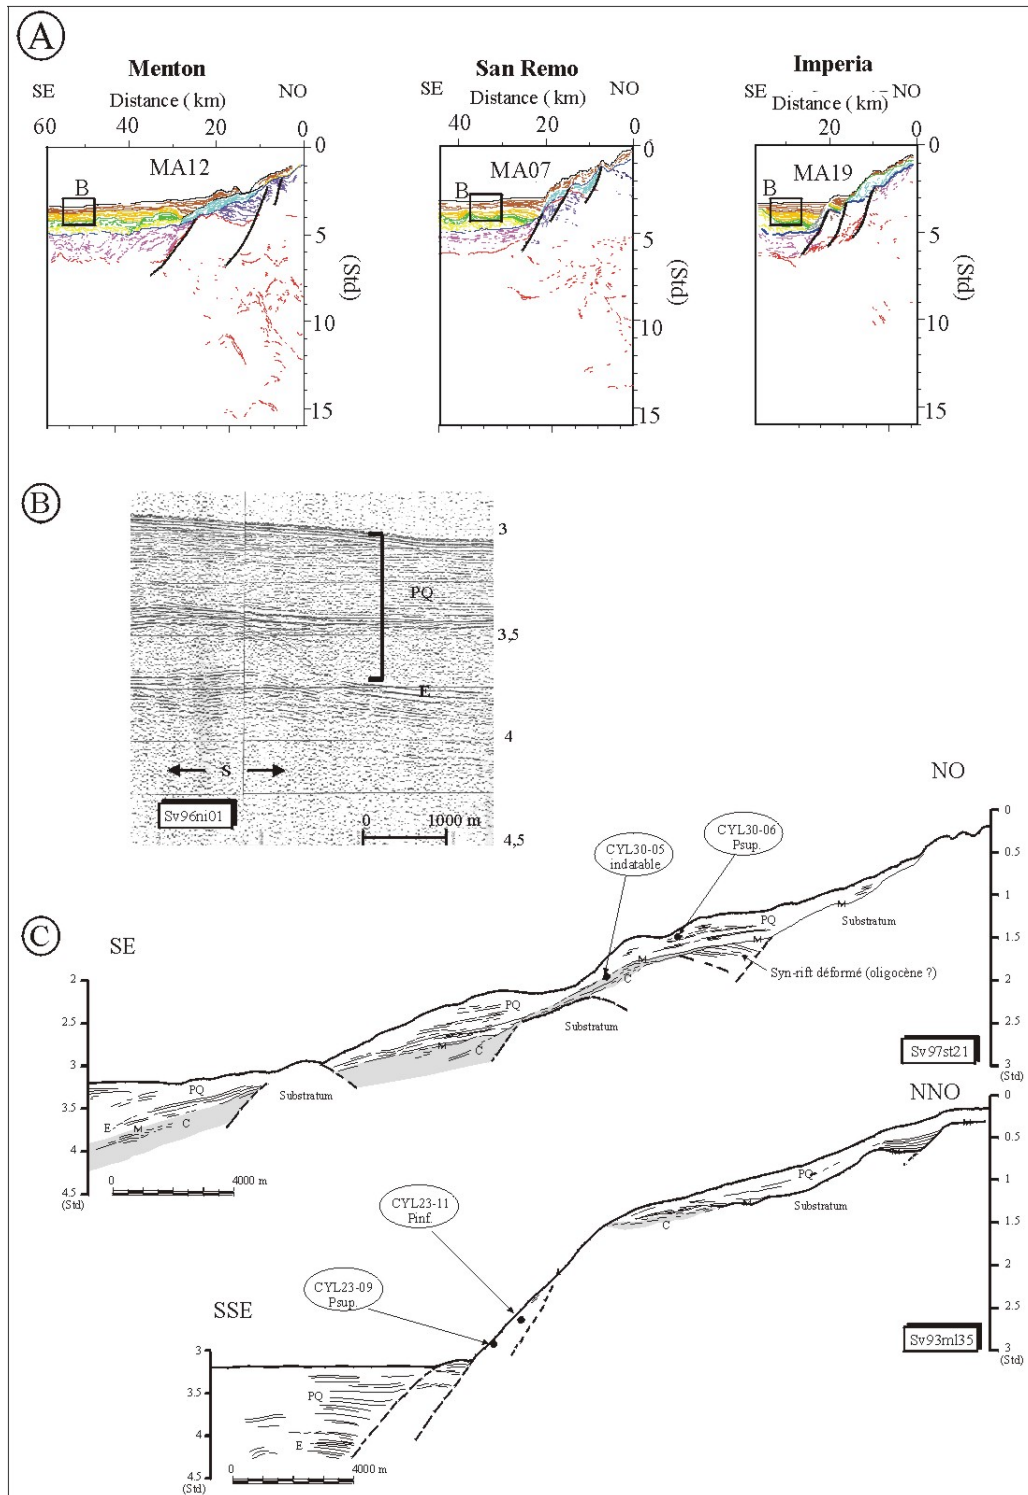 A
Menton
San Remo
Imperia
SE
NO
SE
NO
SE
NO
Distance ( km)
Distance ( km)
Distance ( km)
60
40
20
0
40
20
0
20
0
MA12
MA07
MA19
B
B
B
0
5
10
15
(Std)
0
5
10
15
(Std)
0
5
10
15
(Std)
B
3
PQ
3,5
E
4
S
Sv96ni01
0
1000 m
4,5
C
NO
SE
CYL30-05
indatable
CYL30-06
Psup.
0
0.5
1
1.5
2
2.5
3
(Std)
PQ
M
M
Substratum
Syn-rift déformé (oligocène ?)
M
C
Substratum
PQ
M
C
Substratum
2
2.5
3
3.5
4
4.5
(Std)
PQ
E
M
C
0
4000 m
Sv97st21
NNO
SSE
CYL23-11
Pinf.
CYL23-09
Psup.
0
0.5
1
1.5
2
2.5
3
(Std)
M
M
PQ
M
C
Substratum
3
3.5
4
4.5
(Std)
PQ
E
0
4000 m
Sv93ml35